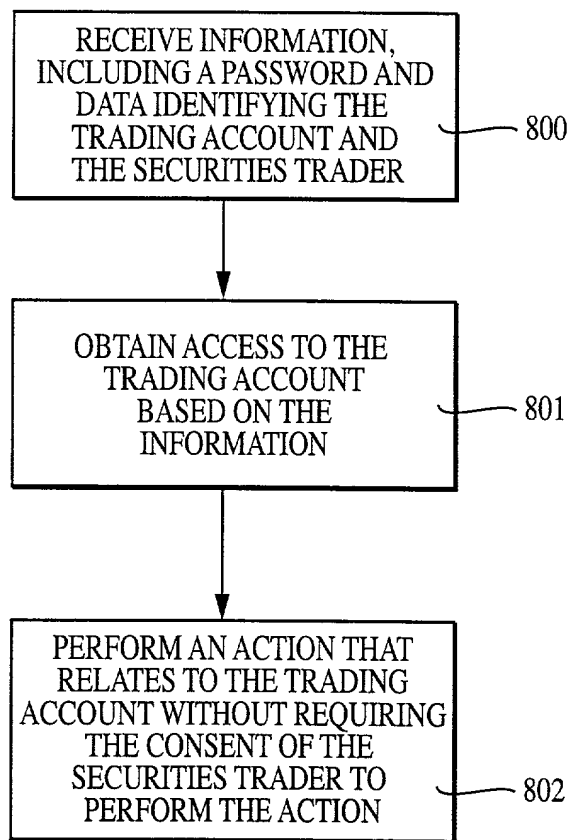 RECEIVE INFORMATION,
INCLUDING A PASSWORD AND
DATA IDENTIFYING THE
TRADING ACCOUNT AND
THE SECURITIES TRADER
800
OBTAIN ACCESS TO THE
TRADING ACCOUNT
BASED ON THE
INFORMATION
801
PERFORM AN ACTION THAT
RELATES TO THE TRADING
ACCOUNT WITHOUT REQUIRING
THE CONSENT OF THE
SECURITIES TRADER TO
PERFORM THE ACTION
802